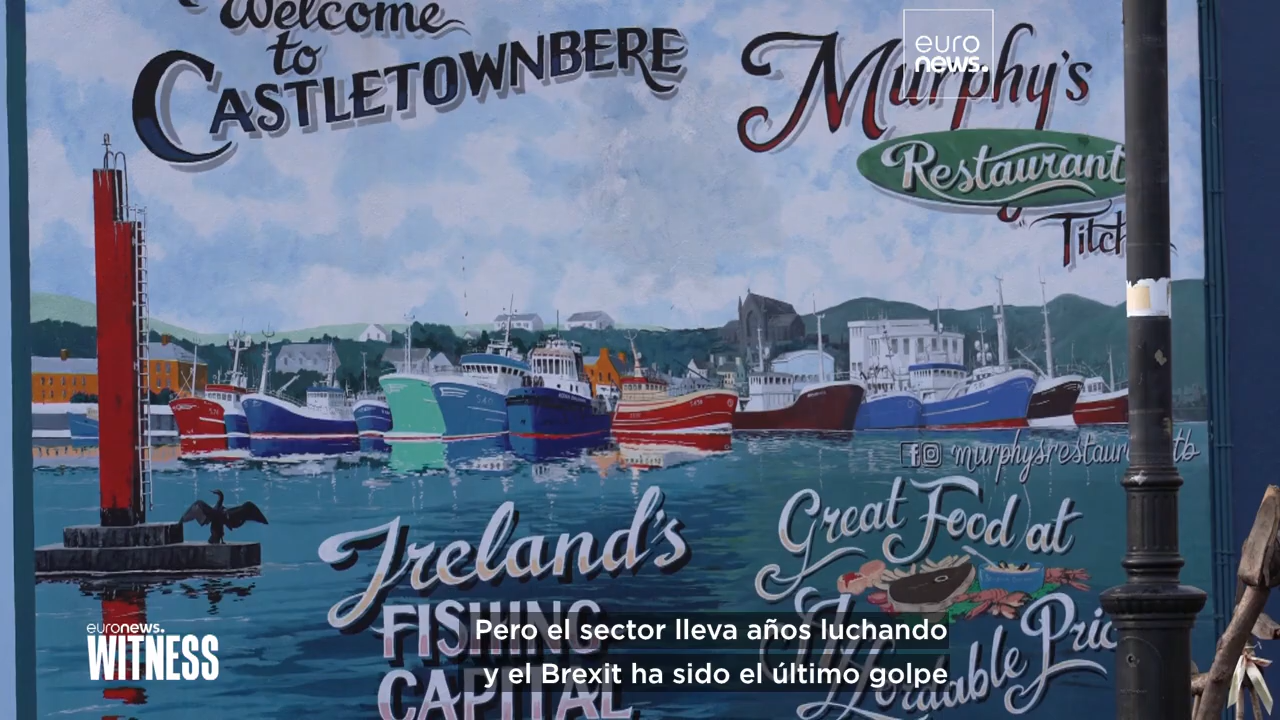 Welcome
to
CASTLETOWNBERE
Murphy's
Restaurant
euro
news.
Ireland's
FISHING
CAPITAL
Great Food at
Affordable
euronews.
WITNESS
Pero el sector lleva años luchando
y el Brexit ha sido el último golpe